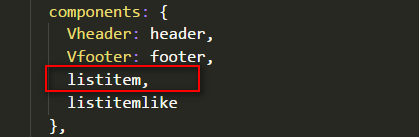 components: {
Vheader: header,
Vfooter: footer,
listitem,
listitemlike
},